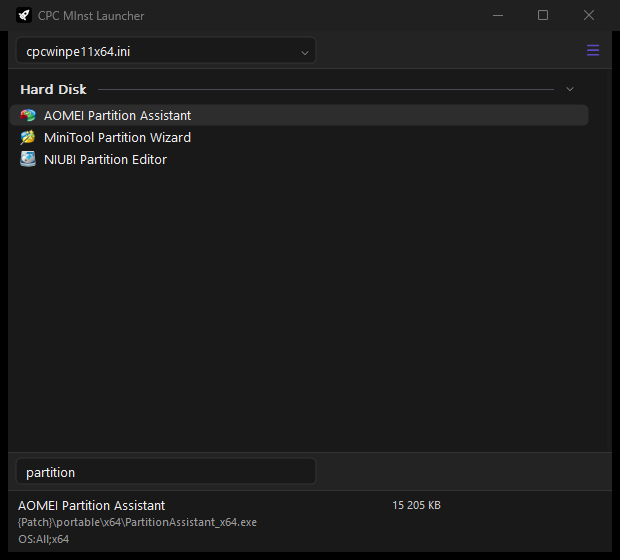 CPC MInst Launcher
cpcwinpe11x64.ini
Hard Disk
AOMEI Partition Assistant
MiniTool Partition Wizard
NIUBI Partition Editor
partition
AOMEI Partition Assistant 15 205 KB
{Patch}\portable\x64\PartitionAssistant_x64.exe
OS:All;x64